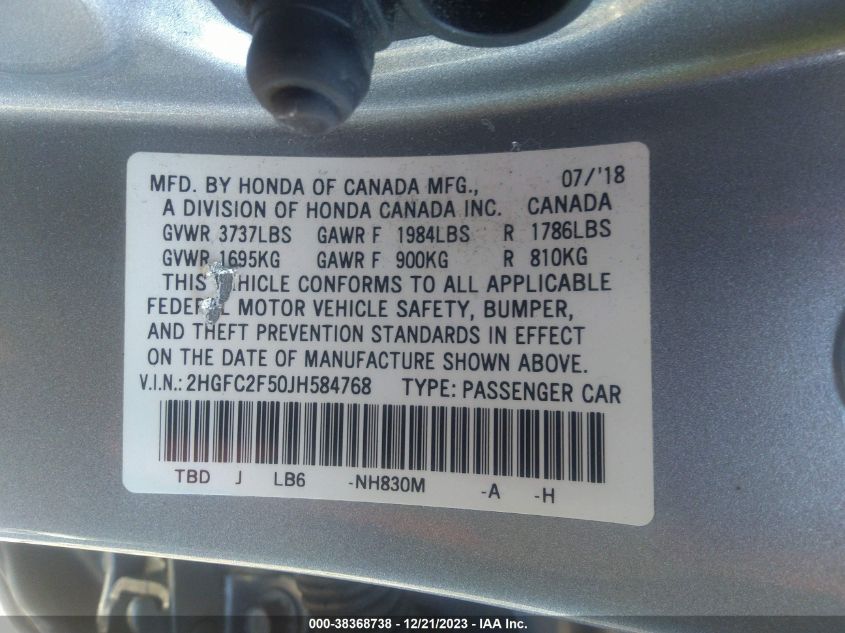 MFD. BY HONDA OF CANADA MFG., 07/'18
A DIVISION OF HONDA CANADA INC. CANADA
GVWR 3737LBS GAWR F 1984LBS R 1786LBS
GVWR 1695KG GAWR F 900KG R 810KG
THIS VEHICLE CONFORMS TO ALL APPLICABLE
FEDERAL MOTOR VEHICLE SAFETY, BUMPER,
AND THEFT PREVENTION STANDARDS IN EFFECT
ON THE DATE OF MANUFACTURE SHOWN ABOVE.
V.I.N.: 2HGFC2F50JH584768 TYPE: PASSENGER CAR
TBD J LB6 -NH830M -A -H
000-38368738 - 12/21/2023 - IAA Inc.